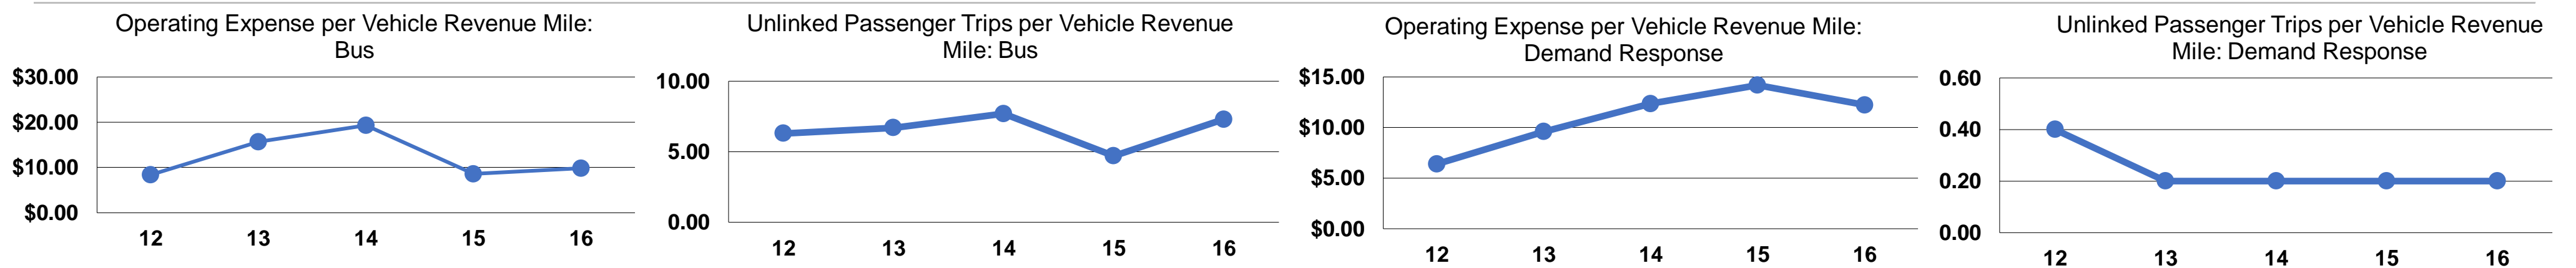 Operating Expense per Vehicle Revenue Mile:
Bus
$30.00
$20.00
$10.00
$0.00
12 13 14 15 16
Unlinked Passenger Trips per Vehicle Revenue
Mile: Bus
10.00
5.00
0.00
12 13 14 15 16
Operating Expense per Vehicle Revenue Mile:
Demand Response
$15.00
$10.00
$5.00
$0.00
12 13 14 15 16
Unlinked Passenger Trips per Vehicle Revenue
Mile: Demand Response
0.60
0.40
0.20
0.00
12 13 14 15 16